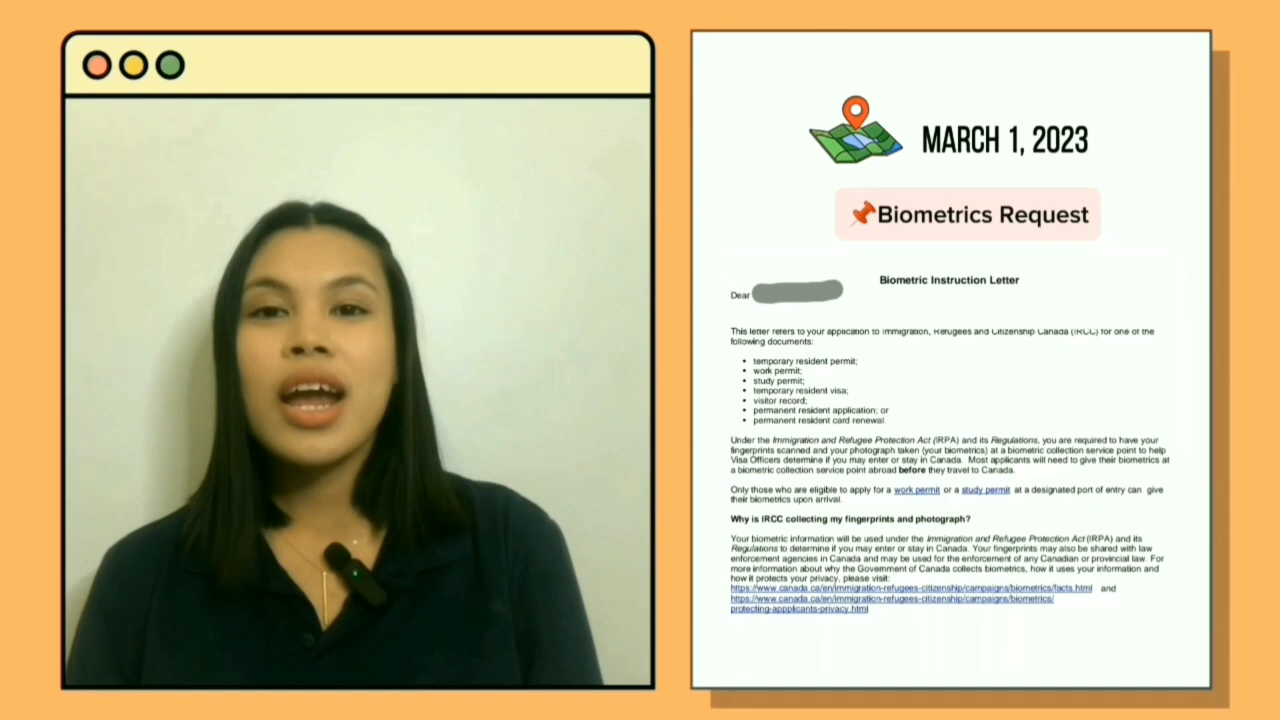 MARCH 1, 2023
📌Biometrics Request
Biometric Instruction Letter
Dear
This letter refers to your application to Immigration, Refugees and Citizenship Canada (IRCC) for one of the
following documents:
• temporary resident permit;
• work permit;
• study permit;
• temporary resident visa;
• visitor record;
• permanent resident application; or
• permanent resident card renewal.
Under the Immigration and Refugee Protection Act (IRPA) and its Regulations, you are required to have your
fingerprints scanned and your photograph taken (your biometrics) at a biometric collection service point to help
Visa Officers determine if you may enter or stay in Canada. Most applicants will need to give their biometrics at
a biometric collection service point abroad before they travel to Canada.
Only those who are eligible to apply for a work permit or a study permit at a designated port of entry can give
their biometrics upon arrival.
Why is IRCC collecting my fingerprints and photograph?
Your biometric information will be used under the Immigration and Refugee Protection Act (IRPA) and its
Regulations to determine if you may enter or stay in Canada. Your fingerprints may also be shared with law
enforcement agencies in Canada and may be used for the enforcement of any Canadian or provincial law. For
more information about why the Government of Canada collects biometrics, how it uses your information and
how it protects your privacy, please visit:
https://www.canada.ca/en/immigration-refugees-citizenship/campaigns/biometrics/facts.html and
https://www.canada.ca/en/immigration-refugees-citizenship/campaigns/biometrics/
protecting-appplicants-privacy.html